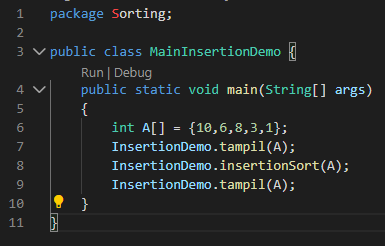 1 package Sorting;
2
3 public class MainInsertionDemo {
Run | Debug
4 public static void main(String[] args)
5 {
6 int A[] = {10,6,8,3,1};
7 InsertionDemo.tampil(A);
8 InsertionDemo.insertionSort(A);
9 InsertionDemo.tampil(A);
10 }
11 }